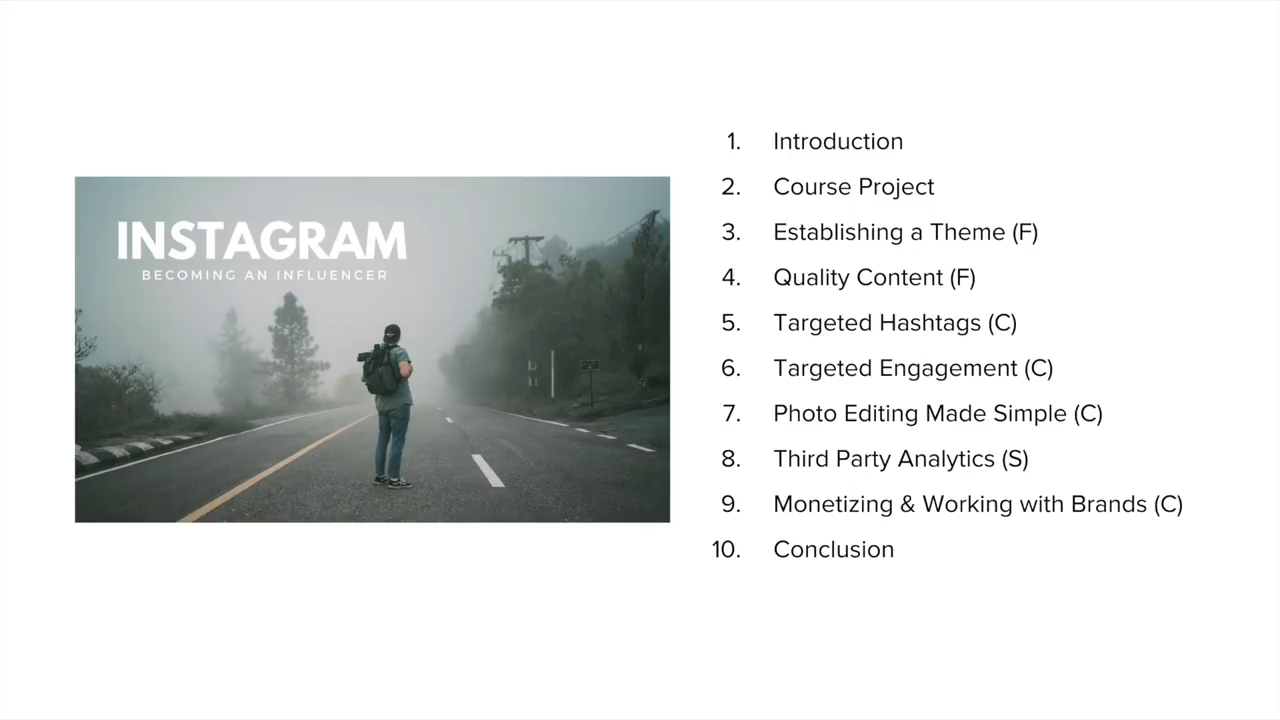 INSTAGRAM
BECOMING AN INFLUENCER
1. Introduction
2. Course Project
3. Establishing a Theme (F)
4. Quality Content (F)
5. Targeted Hashtags (C)
6. Targeted Engagement (C)
7. Photo Editing Made Simple (C)
8. Third Party Analytics (S)
9. Monetizing & Working with Brands (C)
10. Conclusion